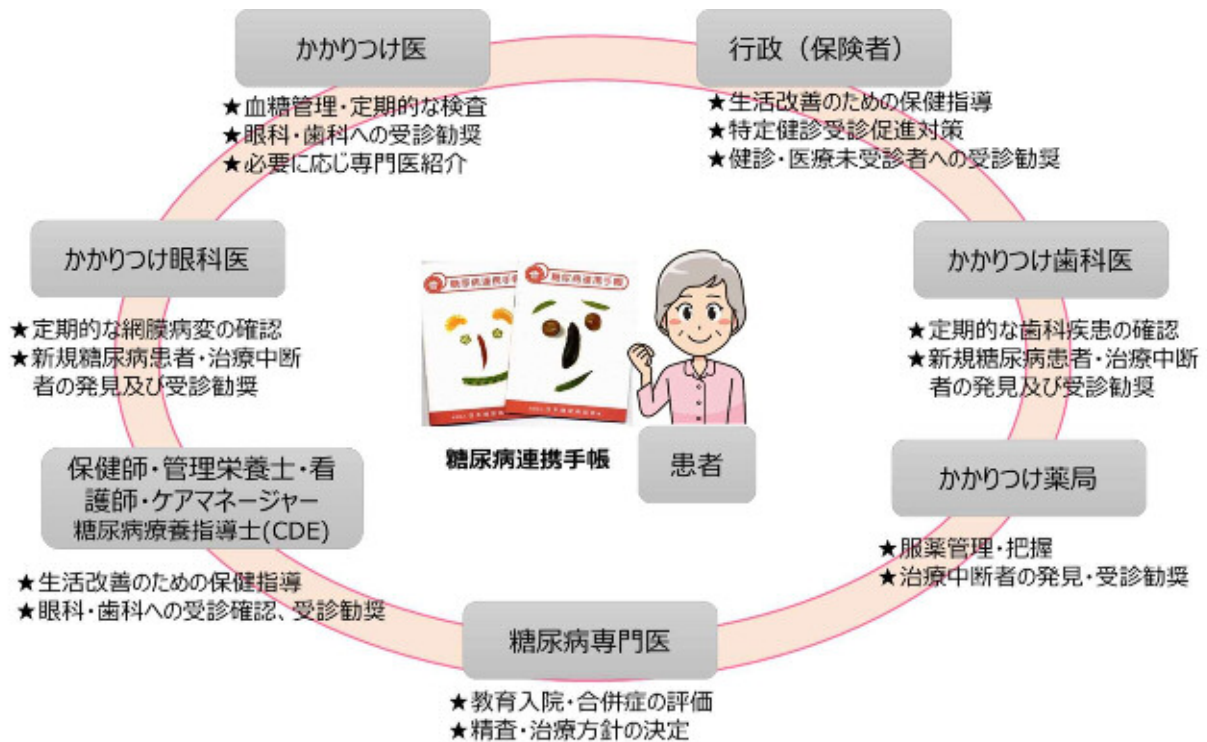 かかりつけ医
★血糖管理・定期的な検査
★眼科・歯科への受診勧奨
★必要に応じ専門医紹介
行政（保険者）
★生活改善のための保健指導
★特定健診受診促進対策
★健診・医療未受診者への受診勧奨
かかりつけ眼科医
★定期的な網膜病変の確認
★新規糖尿病患者・治療中断
者の発見及び受診勧奨
糖尿病連携手帳
糖尿病連携手帳
糖尿病連携手帳
患者
かかりつけ歯科医
★定期的な歯科疾患の確認
★新規糖尿病患者・治療中断
者の発見及び受診勧奨
保健師・管理栄養士・看
護師・ケアマネージャー
糖尿病療養指導士(CDE)
★生活改善のための保健指導
★眼科・歯科への受診確認、受診勧奨
かかりつけ薬局
★服薬管理・把握
★治療中断者の発見・受診勧奨
糖尿病専門医
★教育入院・合併症の評価
★精査・治療方針の決定